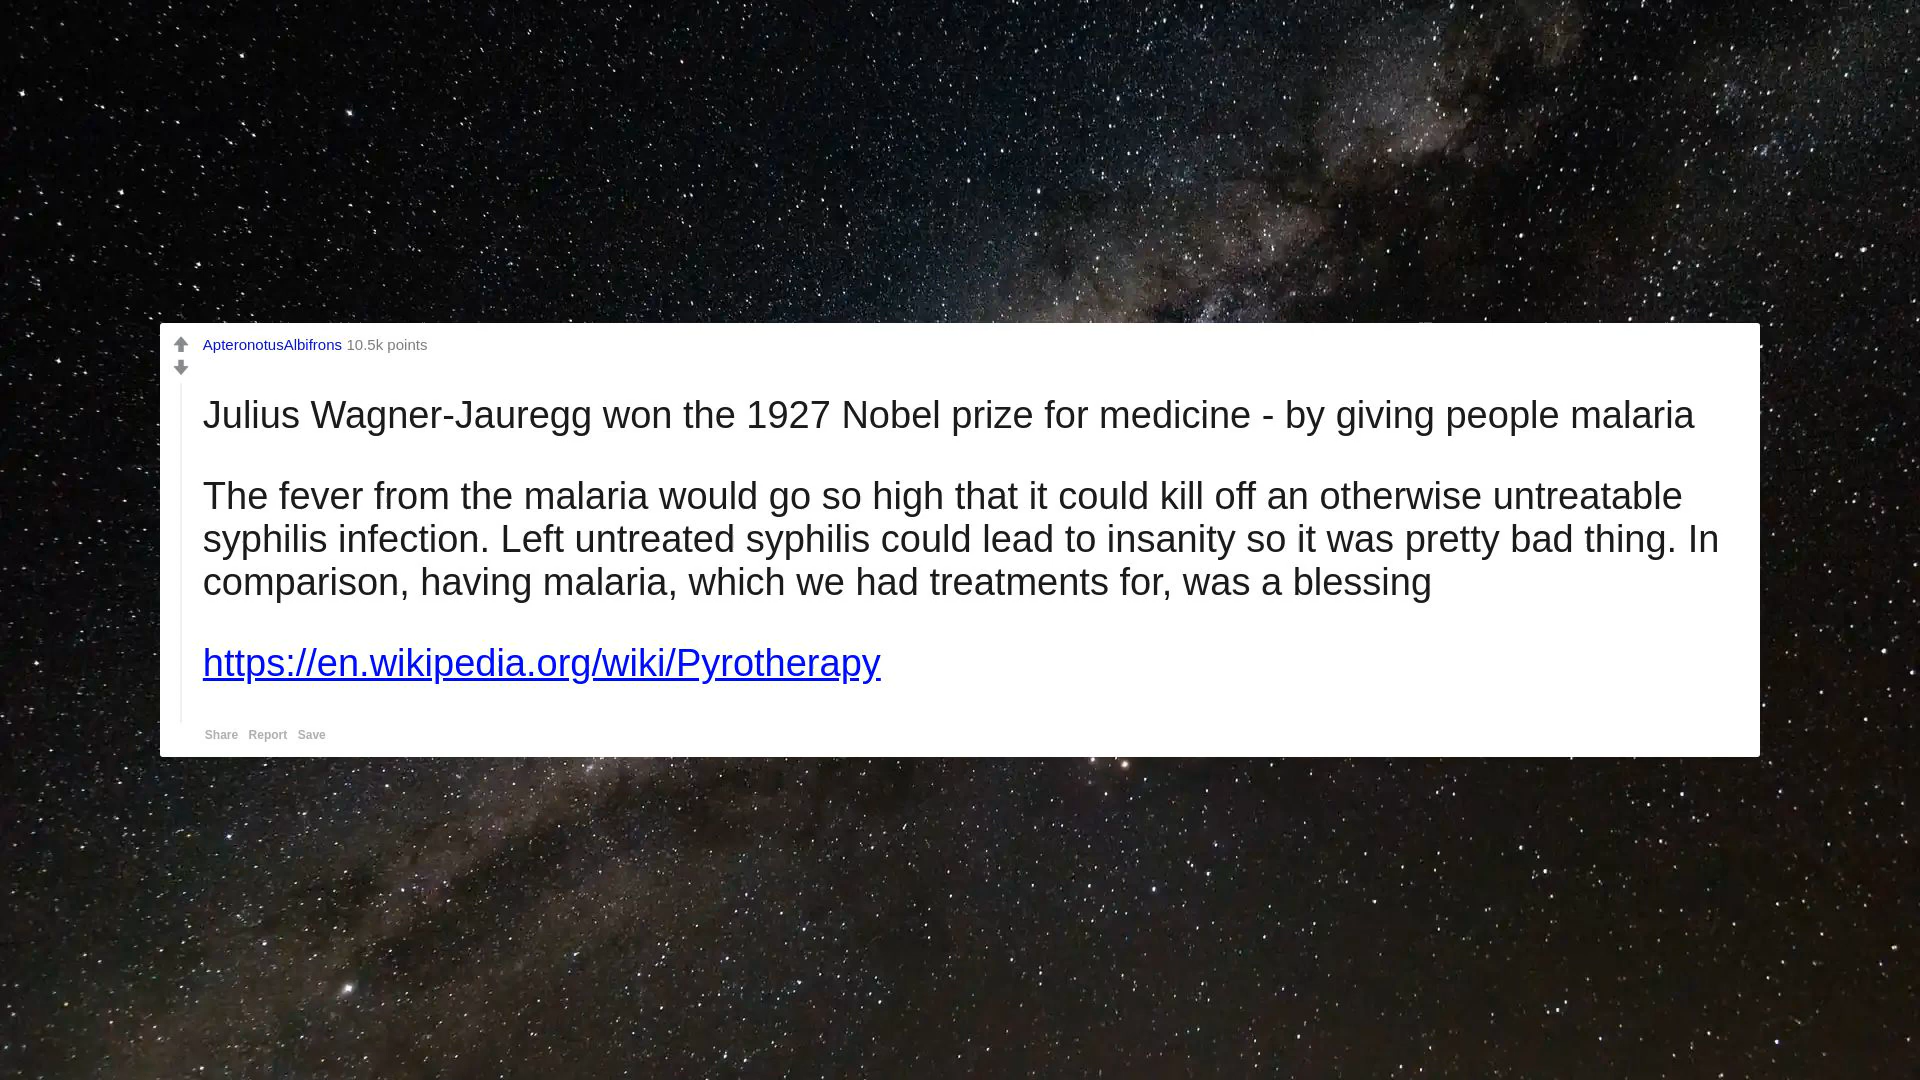 ApteronotusAlbifrons 10.5k points
Julius Wagner-Jauregg won the 1927 Nobel prize for medicine - by giving people malaria
The fever from the malaria would go so high that it could kill off an otherwise untreatable
syphilis infection. Left untreated syphilis could lead to insanity so it was pretty bad thing. In
comparison, having malaria, which we had treatments for, was a blessing
https://en.wikipedia.org/wiki/Pyrotherapy
Share Report Save